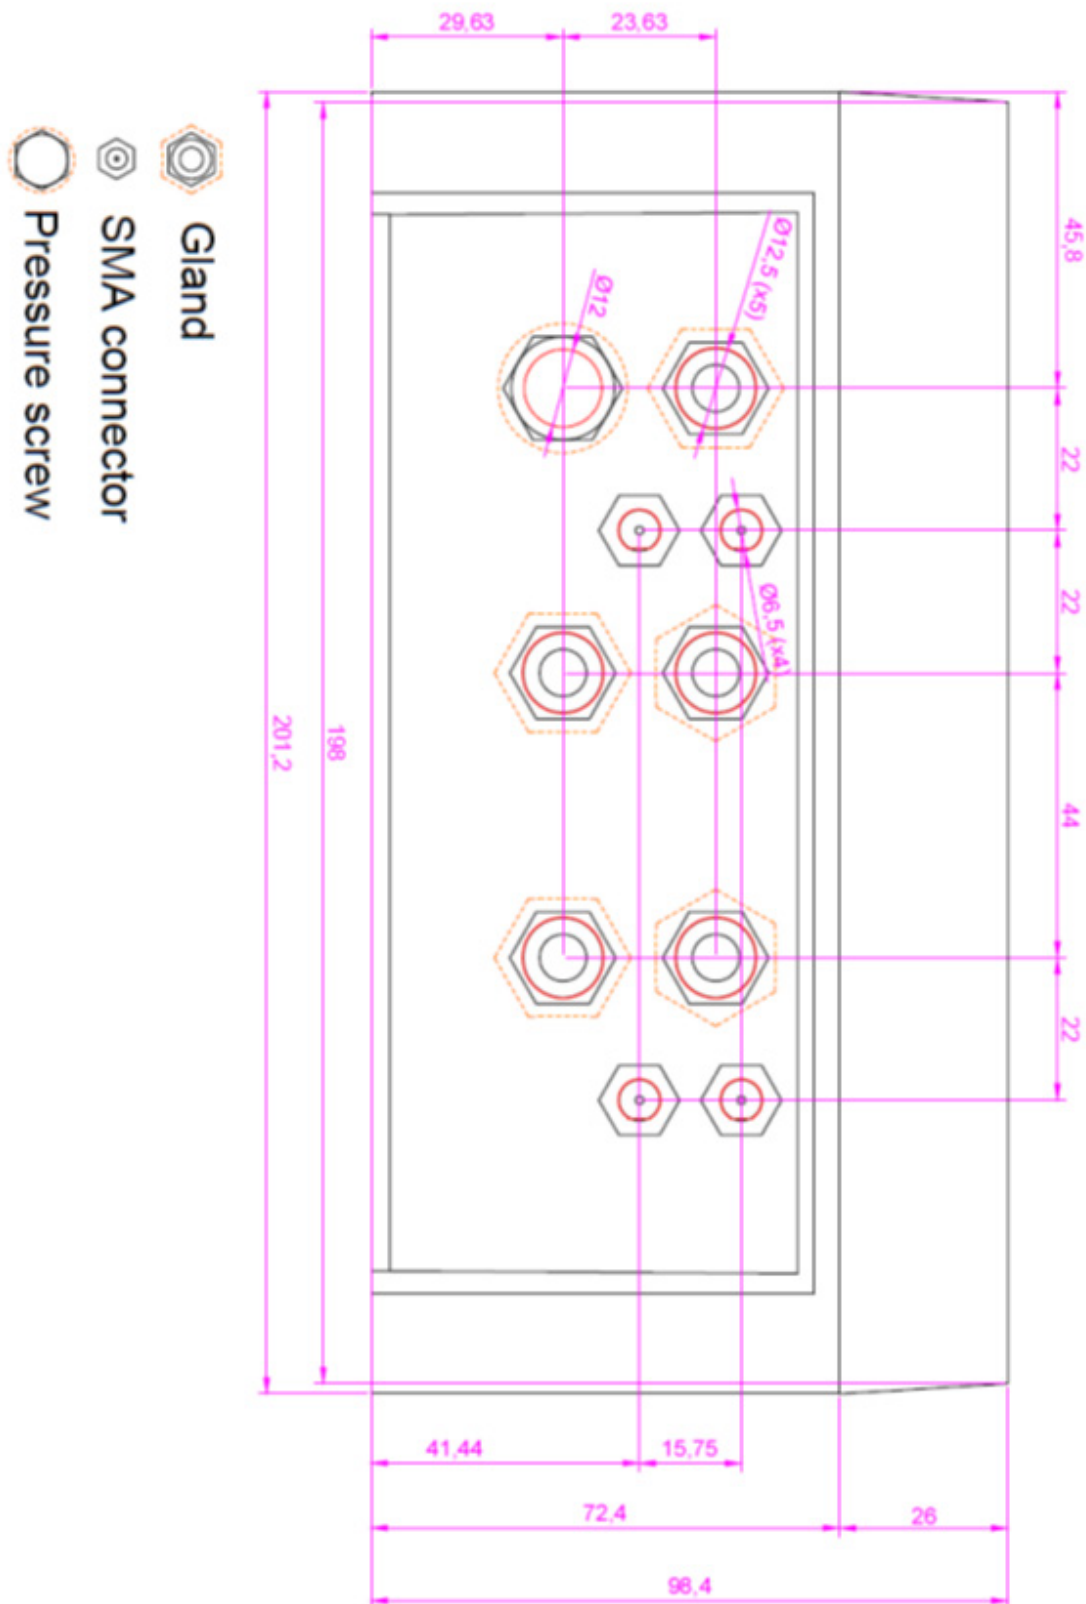 29,63
23,63
45,8
22
22
44
22
Ø12,5 (x5)
Ø12
Ø6,5 (x4)
198
201,2
41,44
15,75
72,4
26
98,4
Gland
SMA connector
Pressure screw